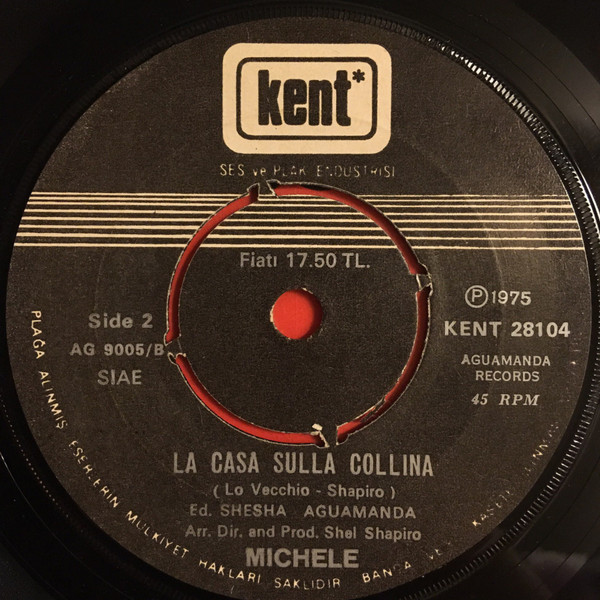 kent*
SES ve PLAK ENDUSTRISI
Fiatı 17.50 TL.
Side 2
AG 9005/B
SIAE
Ⓟ 1975
KENT 28104
AGUAMANDA
RECORDS
45 RPM
LA CASA SULLA COLLINA
( Lo Vecchio - Shapiro )
Ed. SHESHA AGUAMANDA
Arr. Dir. and Prod. Shel Shapiro
MICHELE
PLAĞA ALINMIŞ ESERLERIN MÜLKIYET HAKLARI SAKLIDIR BANDA